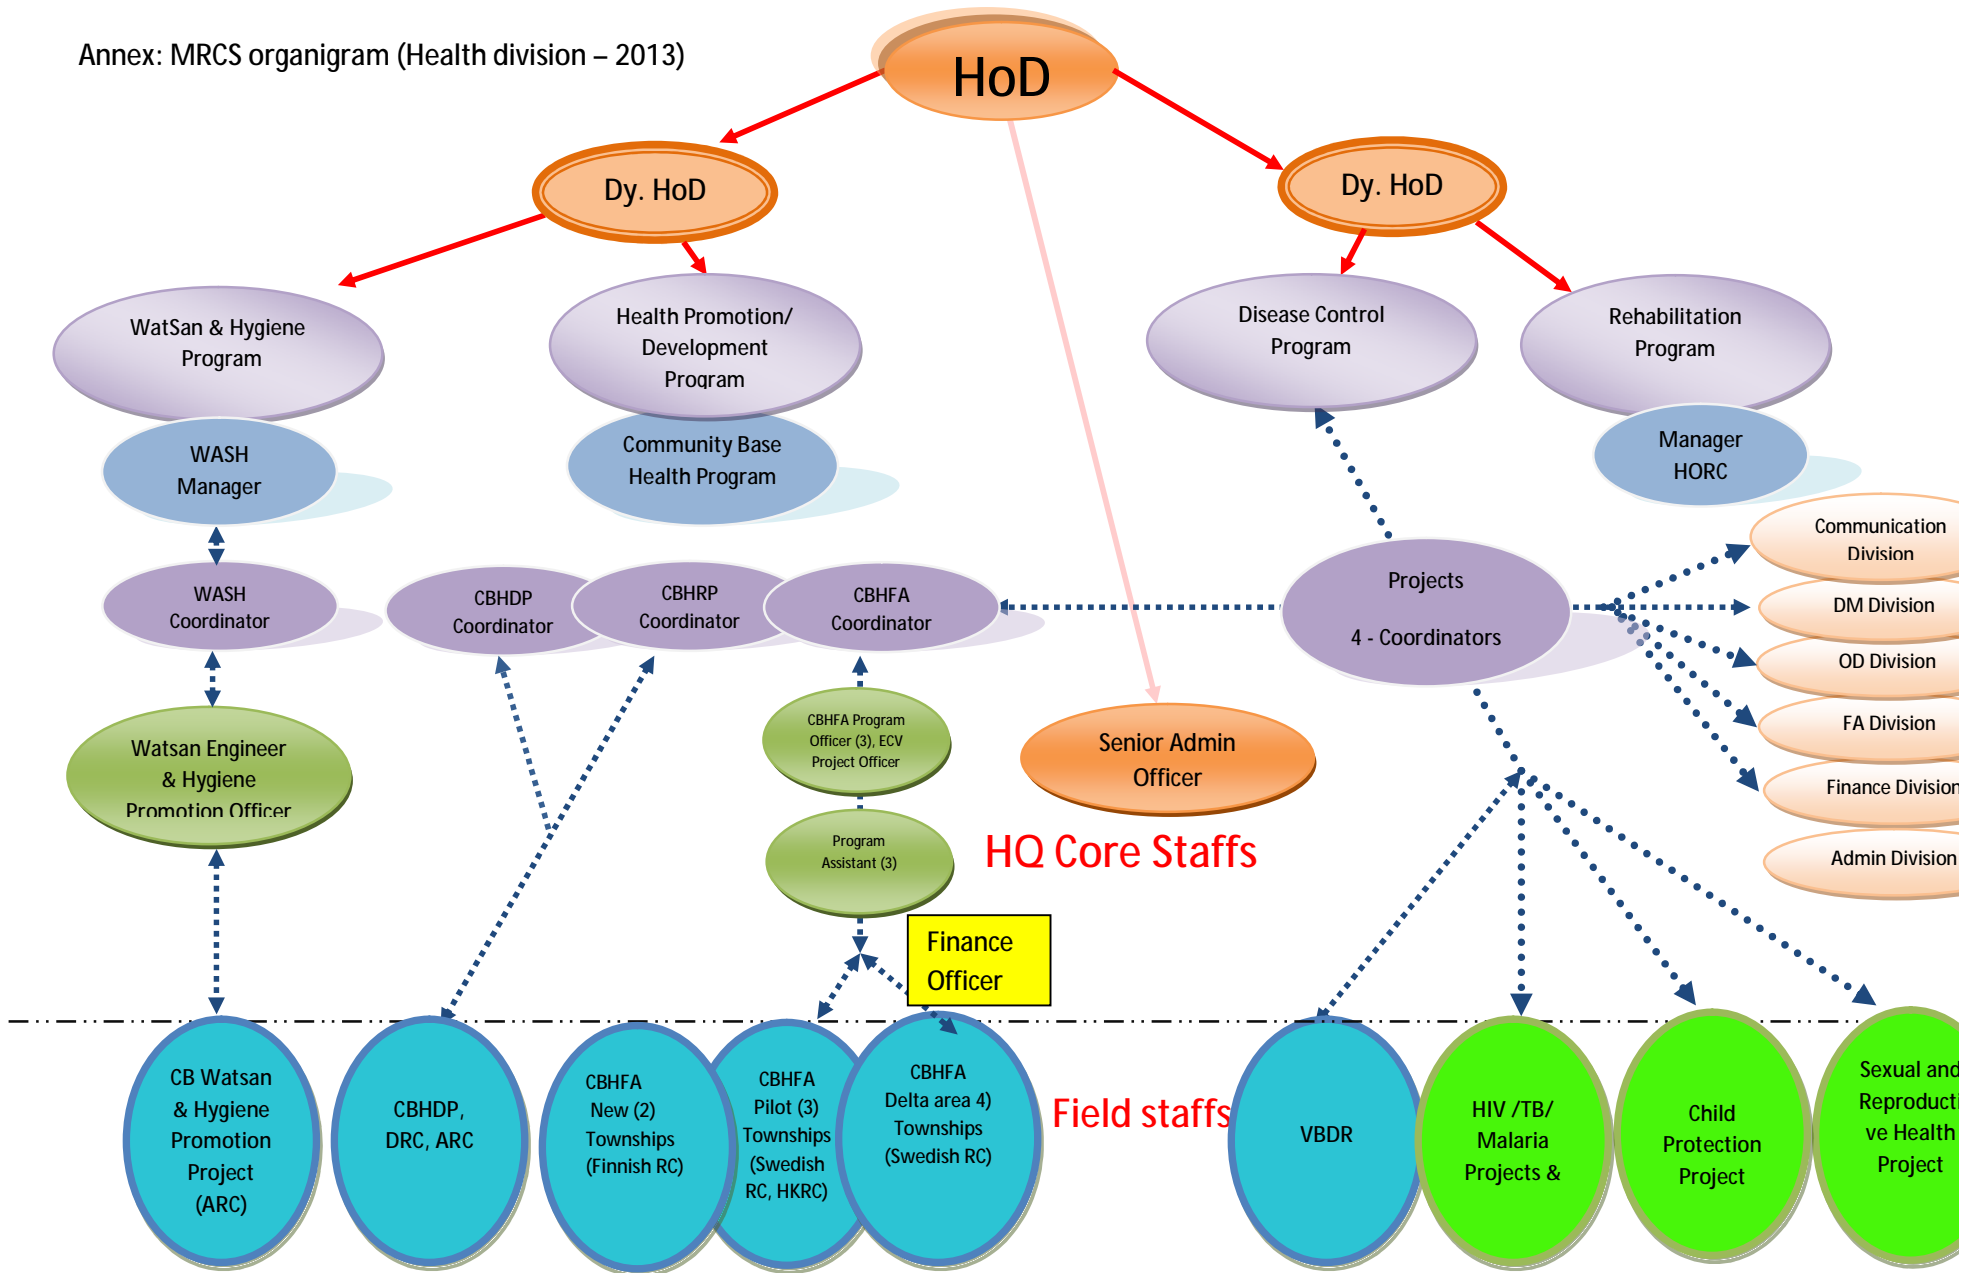 Annex: MRCS organigram (Health division – 2013)
HoD
Dy. HoD
Dy. HoD
WatSan & Hygiene
Program
Health Promotion/
Development
Program
Disease Control
Program
Rehabilitation
Program
WASH
Manager
Community Base
Health Program
Manager
HORC
Communication
Division
DM Division
OD Division
FA Division
Finance Division
Admin Division
WASH
Coordinator
CBHDP
Coordinator
CBHRP
Coordinator
CBHFA
Coordinator
Projects
4 - Coordinators
Watsan Engineer
& Hygiene
Promotion Officer
CBHFA Program
Officer (3), ECV
Project Officer
Senior Admin
Officer
Program
Assistant (3)
HQ Core Staffs
Finance
Officer
CB Watsan
& Hygiene
Promotion
Project
(ARC)
CBHDP,
DRC, ARC
CBHFA
New (2)
Townships
(Finnish RC)
CBHFA
Pilot (3)
Townships
(Swedish
RC, HKRC)
CBHFA
Delta area 4)
Townships
(Swedish RC)
Field staffs
VBDR
HIV /TB/
Malaria
Projects &
Child
Protection
Project
Sexual and
Reproducti
ve Health
Project